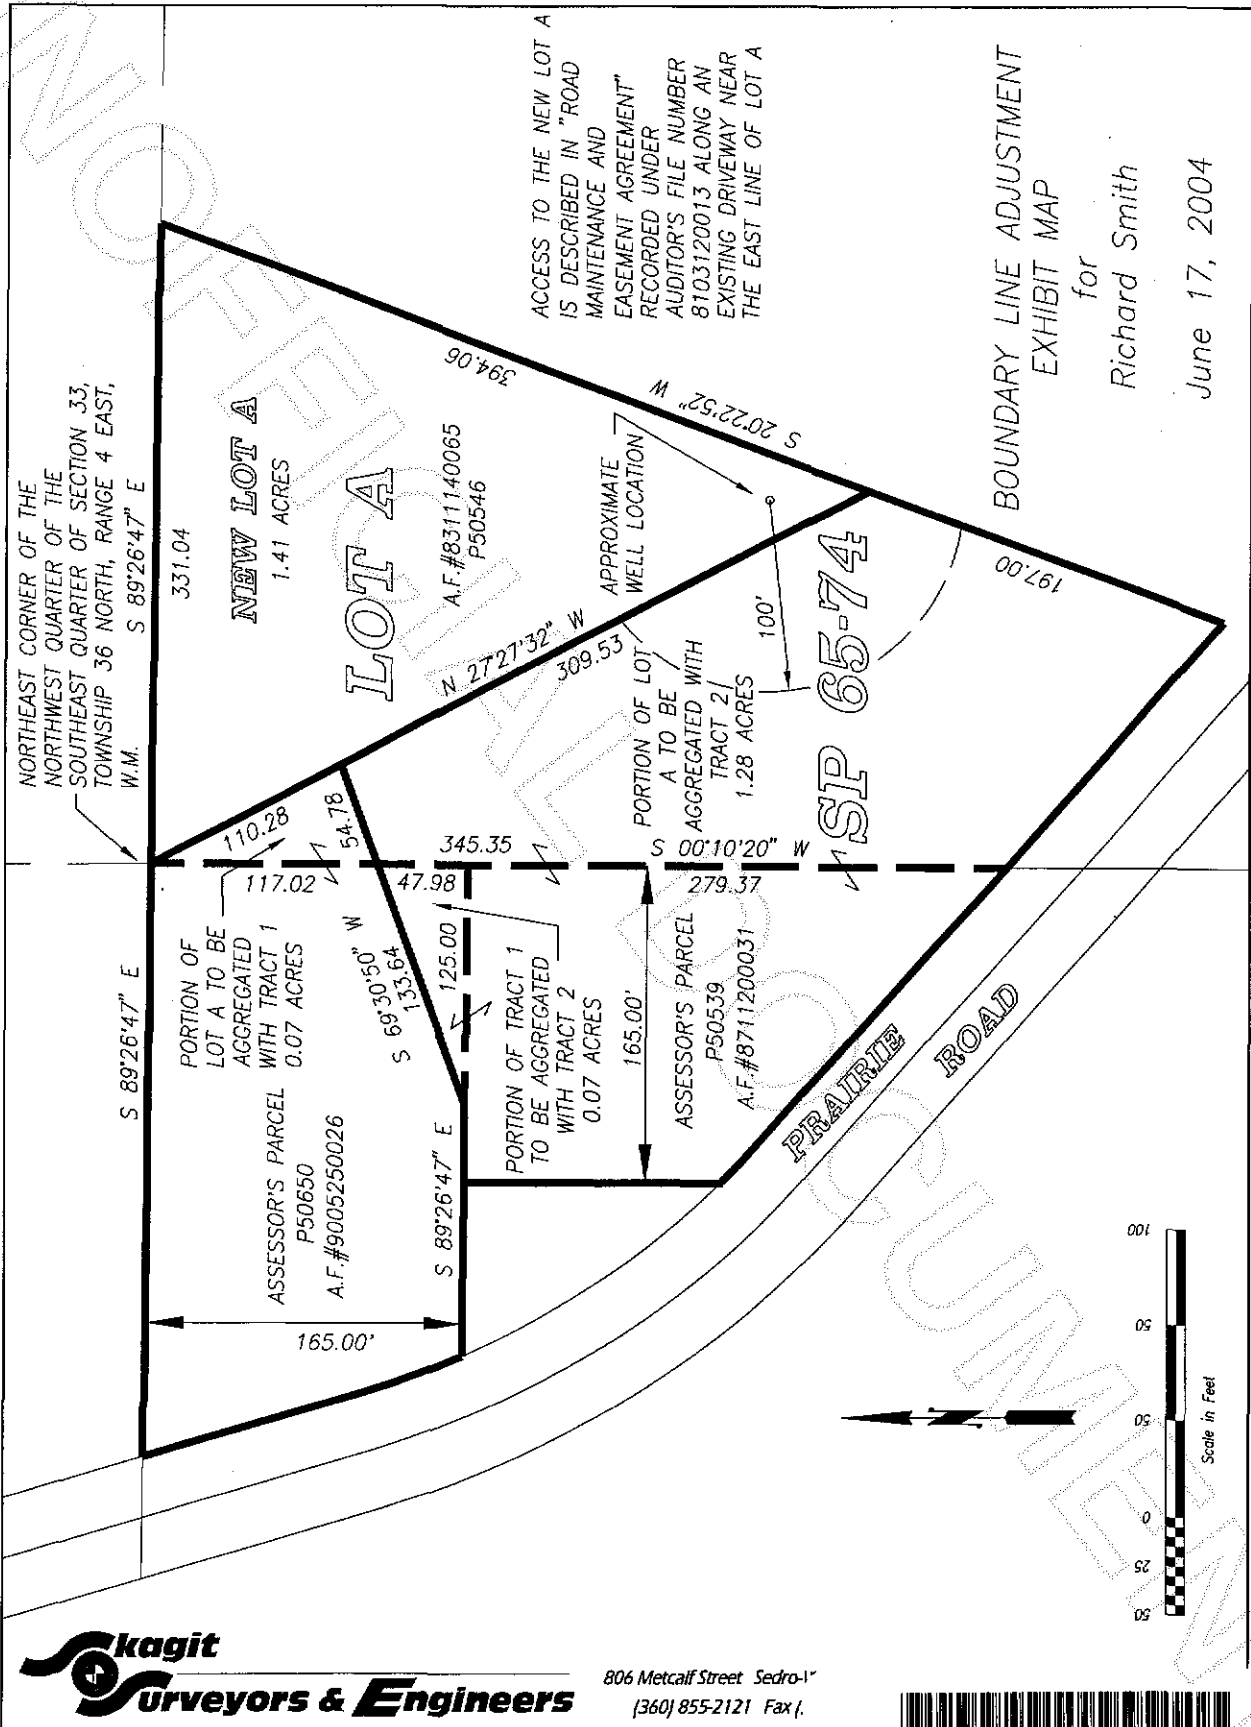 NORTHEAST CORNER OF THE
NORTHWEST QUARTER OF THE
SOUTHEAST QUARTER OF SECTION 33,
TOWNSHIP 36 NORTH, RANGE 4 EAST,
W.M.
S 89°26'47" E
S 89°26'47" E
331.04
NEW LOT A
1.41 ACRES
LOT A
A.F.#8311140065
P50546
ACCESS TO THE NEW LOT A
IS DESCRIBED IN "ROAD
MAINTENANCE AND
EASEMENT AGREEMENT"
RECORDED UNDER
AUDITOR'S FILE NUMBER
8103120013 ALONG AN
EXISTING DRIVEWAY NEAR
THE EAST LINE OF LOT A
394.06
S 20°22'52" W
197.00
N 27°27'32" W
309.53
110.28
APPROXIMATE
WELL LOCATION
100'
PORTION OF LOT
A TO BE
AGGREGATED WITH
TRACT 2
1.28 ACRES
SP 65-74
54.78
345.35
S 00°10'20" W
117.02
47.98
279.37
PORTION OF
LOT A TO BE
AGGREGATED
WITH TRACT 1
0.07 ACRES
S 69°30'50" W
133.64
125.00
ASSESSOR'S PARCEL
P50650
A.F.#9005250026
S 89°26'47" E
165.00'
PORTION OF TRACT 1
TO BE AGGREGATED
WITH TRACT 2
0.07 ACRES
165.00'
ASSESSOR'S PARCEL
P50539
A.F.#8711200031
PRAIRIE
ROAD
BOUNDARY LINE ADJUSTMENT
EXHIBIT MAP
for
Richard Smith
June 17, 2004
50 25 0 50 50 100
Scale in Feet
Skagit
Surveyors & Engineers
806 Metcalf Street Sedro-
(360) 855-2121 Fax (
UNOFFICIAL DOCUMEN